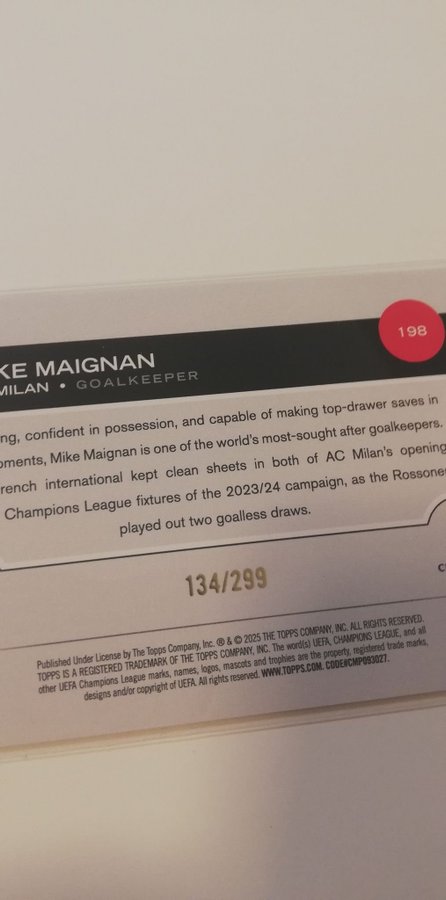 198
KE MAIGNAN
MILAN • GOALKEEPER
ng, confident in possession, and capable of making top-drawer saves in
oments, Mike Maignan is one of the world's most-sought after goalkeepers.
rench international kept clean sheets in both of AC Milan's opening
Champions League fixtures of the 2023/24 campaign, as the Rossone
played out two goalless draws.
134/299
Published Under License by The Topps Company, Inc. ® & © 2025 THE TOPPS COMPANY, INC. ALL RIGHTS RESERVED.
TOPPS IS A REGISTERED TRADEMARK OF THE TOPPS COMPANY, INC. The word(s) UEFA, CHAMPIONS LEAGUE, and all
other UEFA Champions League marks, names, logos, mascots and trophies are the property, registered trade marks,
designs and/or copyright of UEFA. All rights reserved. WWW.TOPPS.COM. CODE#CMP093027.